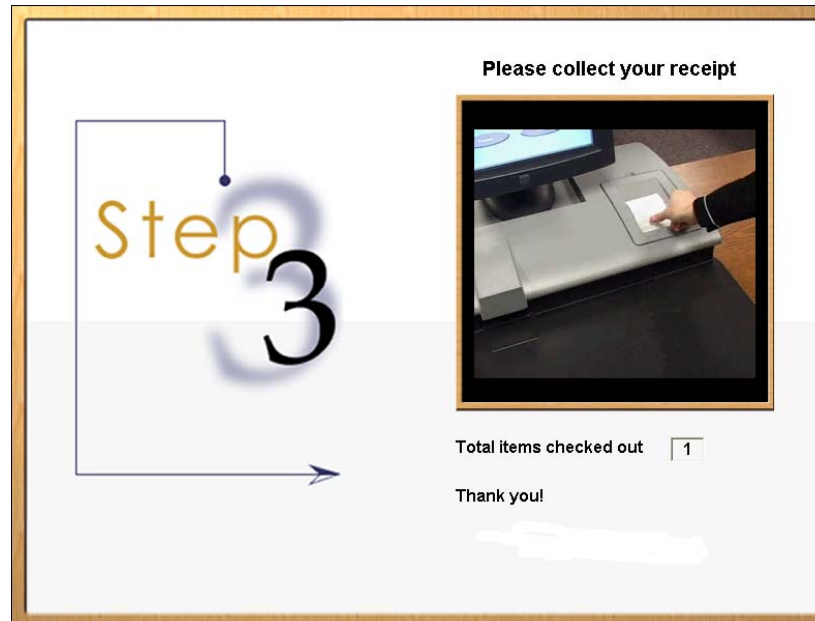 Please collect your receipt
Step
3
Total items checked out 1
Thank you!